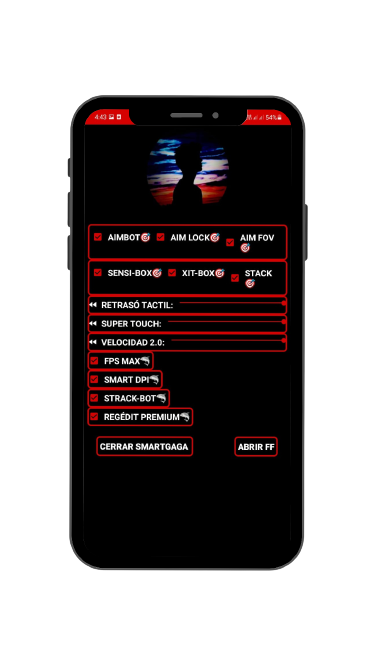 4:43 54%
AIMBOT🎯 AIM LOCK🎯 AIM FOV🎯
SENSI-BOX🎯 XIT-BOX🎯 STACK🎯
RETRASÓ TACTIL:
SUPER TOUCH:
VELOCIDAD 2.0:
FPS MAX🦈
SMART DPI🦈
STRACK-BOT🦈
REGÉDIT PREMIUM🦈
CERRAR SMARTGAGA ABRIR FF